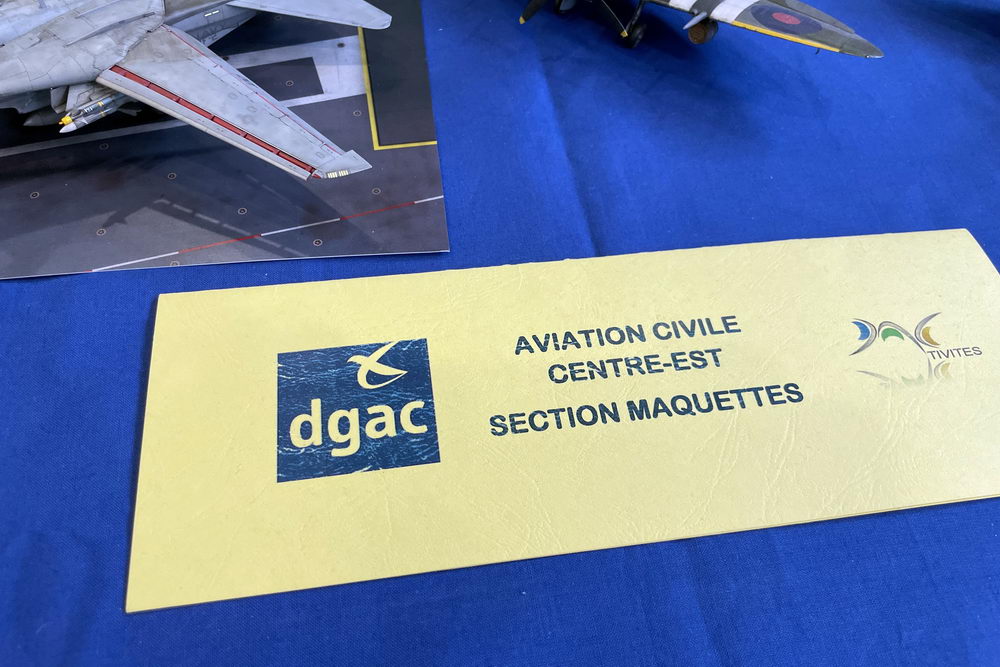 dgac
AVIATION CIVILE
CENTRE-EST
SECTION MAQUETTES
TIVITES